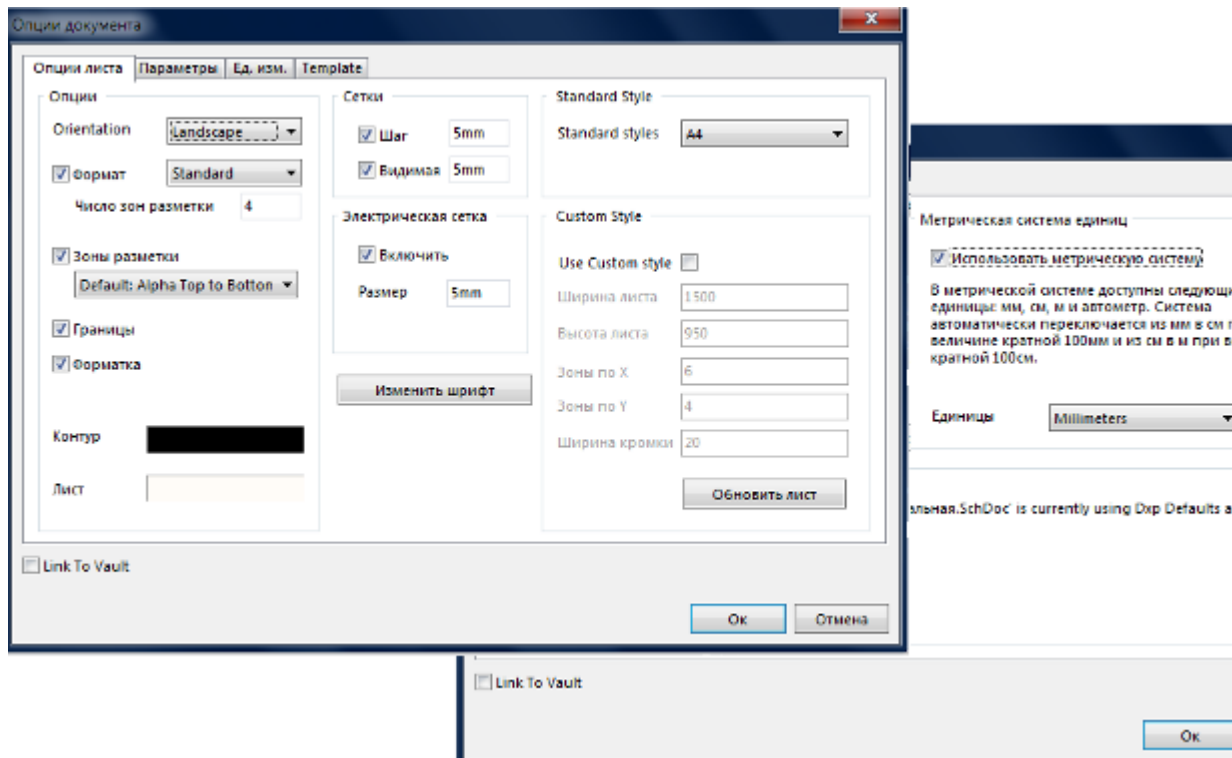 Опции документа
Опции листа Параметры Ед. изм. Template
Опции
Orientation Landscape
Формат Standard
Число зон разметки 4
Зоны разметки
Default: Alpha Top to Botton
Границы
Форматка
Контур
Лист
Сетки
Шаг 5mm
Видимая 5mm
Электрическая сетка
Включить
Размер 5mm
Изменить шрифт
Standard Style
Standard styles A4
Custom Style
Use Custom style
Ширина листа 1500
Высота листа 950
Зоны по X 6
Зоны по Y 4
Ширина кромки 20
Обновить лист
Link To Vault
Ок Отмена
Метрическая система единиц
Использовать метрическую систему
В метрической системе доступны следующи
единицы: мм, см, м и автометр. Система
автоматически переключается из мм в см п
величине кратной 100мм и из см в м при в
кратной 100см.
Единицы Millimeters
альная.SchDoc' is currently using Dxp Defaults a
Link To Vault
Ок